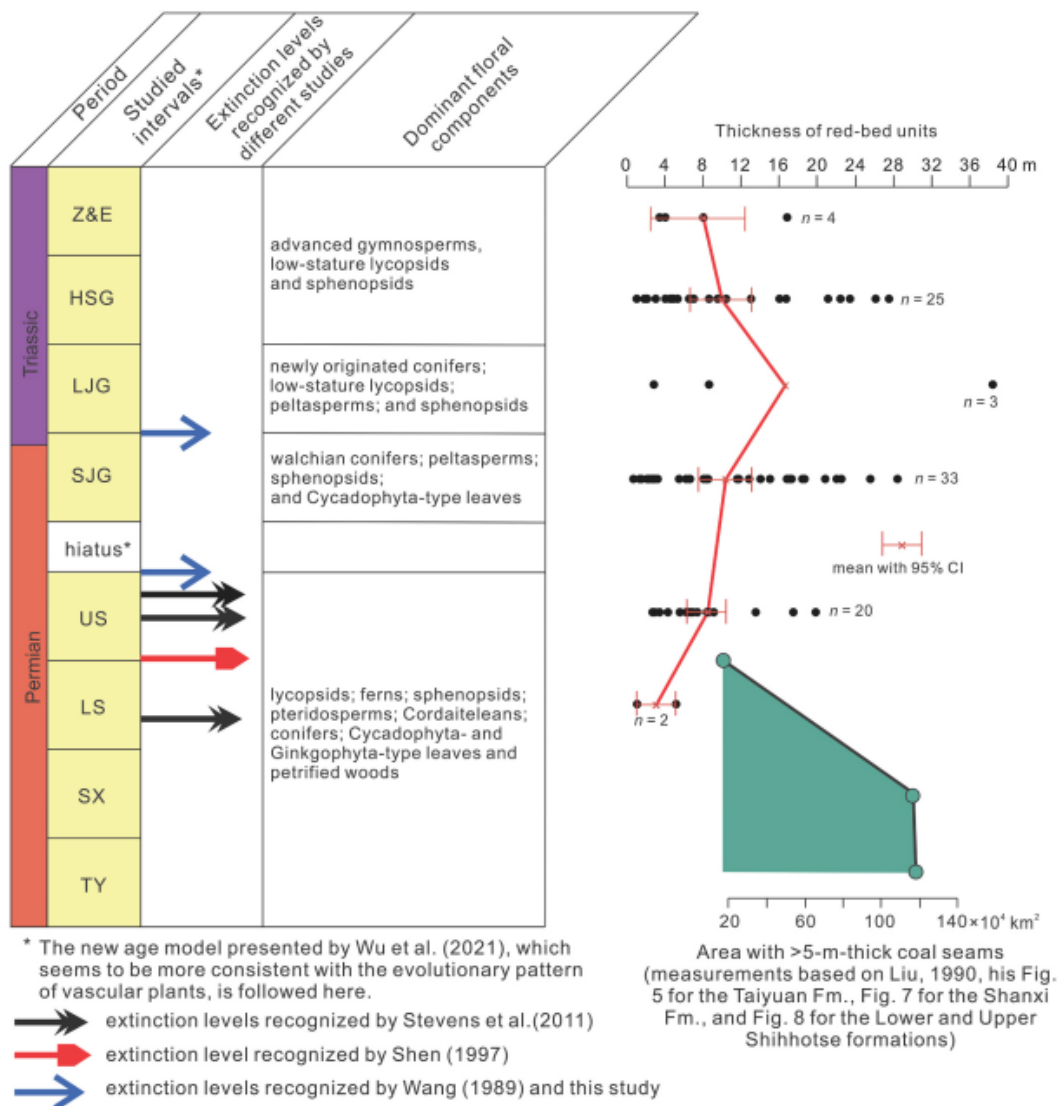 Period
Studied
intervals*
Extinction levels
recognized by
different studies
Dominant floral
components
Thickness of red-bed units
0 4 8 12 16 20 24 28 32 36 40 m
Triassic
Permian
Z&E
HSG
LJG
SJG
hiatus*
US
LS
SX
TY
advanced gymnosperms,
low-stature lycopsids
and sphenopsids
newly originated conifers;
low-stature lycopsids;
peltasperms; and sphenopsids
walchian conifers; peltasperms;
sphenopsids;
and Cycadophyta-type leaves
lycopsids; ferns; sphenopsids;
pteridosperms; Cordaiteleans;
conifers; Cycadophyta- and
Ginkgophyta-type leaves and
petrified woods
n = 4
n = 25
n = 3
n = 33
mean with 95% CI
n = 20
n = 2
20 60 100 140×10⁴ km²
Area with >5-m-thick coal seams
(measurements based on Liu, 1990, his Fig.
5 for the Taiyuan Fm., Fig. 7 for the Shanxi
Fm., and Fig. 8 for the Lower and Upper
Shihhotse formations)
* The new age model presented by Wu et al. (2021), which
seems to be more consistent with the evolutionary pattern
of vascular plants, is followed here.
extinction levels recognized by Stevens et al.(2011)
extinction level recognized by Shen (1997)
extinction levels recognized by Wang (1989) and this study